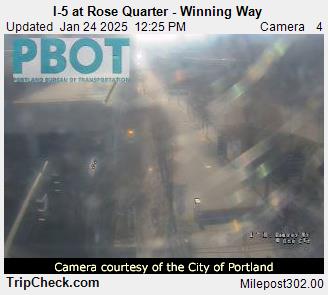 I-5 at Rose Quarter - Winning Way
Updated Jan 24 2025 12:25 PM Camera 4
PBOT
PORTLAND BUREAU OF TRANSPORTATION
Camera courtesy of the City of Portland
TripCheck.com Milepost302.00